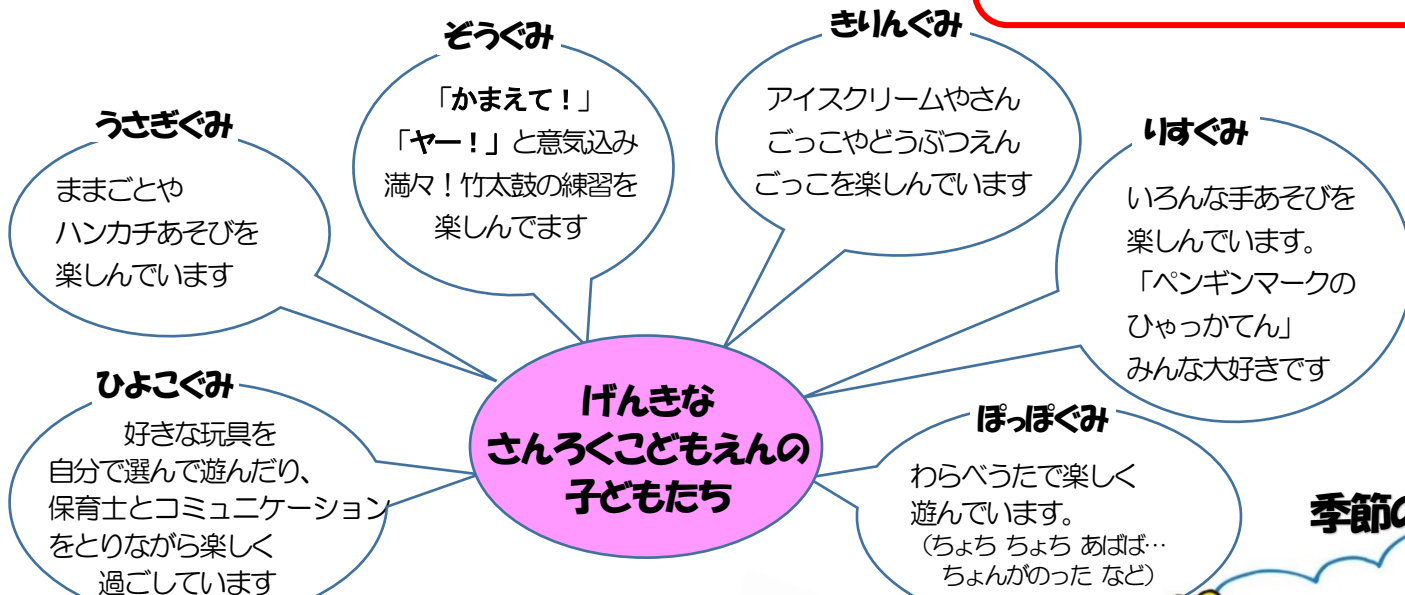 ぞうぐみ
「かまえて！」
「ヤー！」と意気込み
満々！竹太鼓の練習を
楽しんでます
きりんぐみ
アイスクリームやさん
ごっこやどうぶつえん
ごっこを楽しんでいます
うさぎぐみ
ままごとや
ハンカチあそびを
楽しんでいます
りすぐみ
いろんな手あそびを
楽しんでいます。
「ペンギンマークの
ひゃっかてん」
みんな大好きです
ひよこぐみ
好きな玩具を
自分で選んで遊んだり、
保育士とコミュニケーション
をとりながら楽しく
過ごしています
げんきな
さんろくこどもえんの
子どもたち
ぽっぽぐみ
わらべうたで楽しく
遊んでいます。
（ちょち ちょち あばば…
ちょんがのった など）
季節の